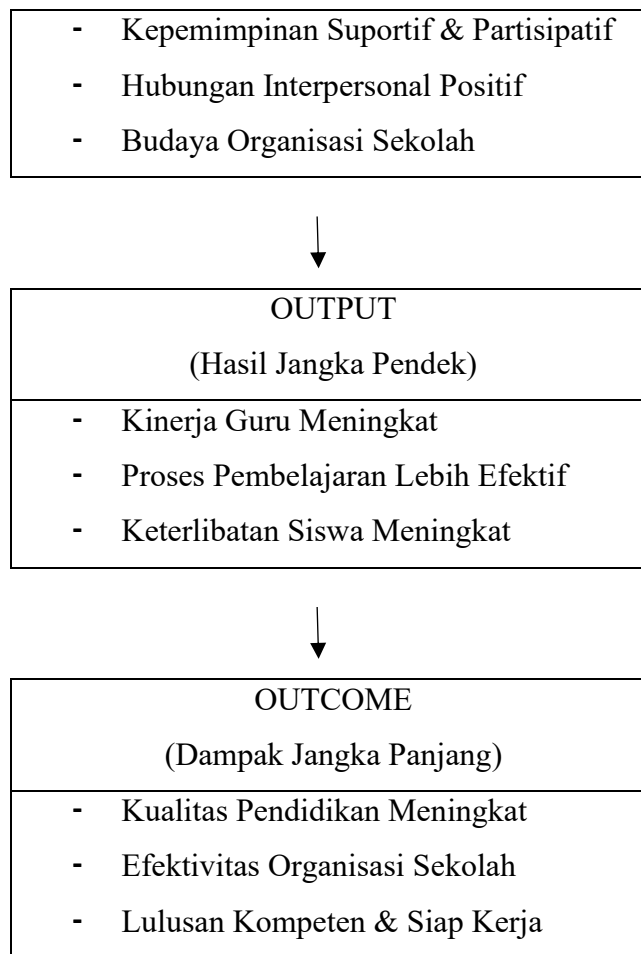 - Kepemimpinan Suportif & Partisipatif
- Hubungan Interpersonal Positif
- Budaya Organisasi Sekolah
OUTPUT
(Hasil Jangka Pendek)
- Kinerja Guru Meningkat
- Proses Pembelajaran Lebih Efektif
- Keterlibatan Siswa Meningkat
OUTCOME
(Dampak Jangka Panjang)
- Kualitas Pendidikan Meningkat
- Efektivitas Organisasi Sekolah
- Lulusan Kompeten & Siap Kerja